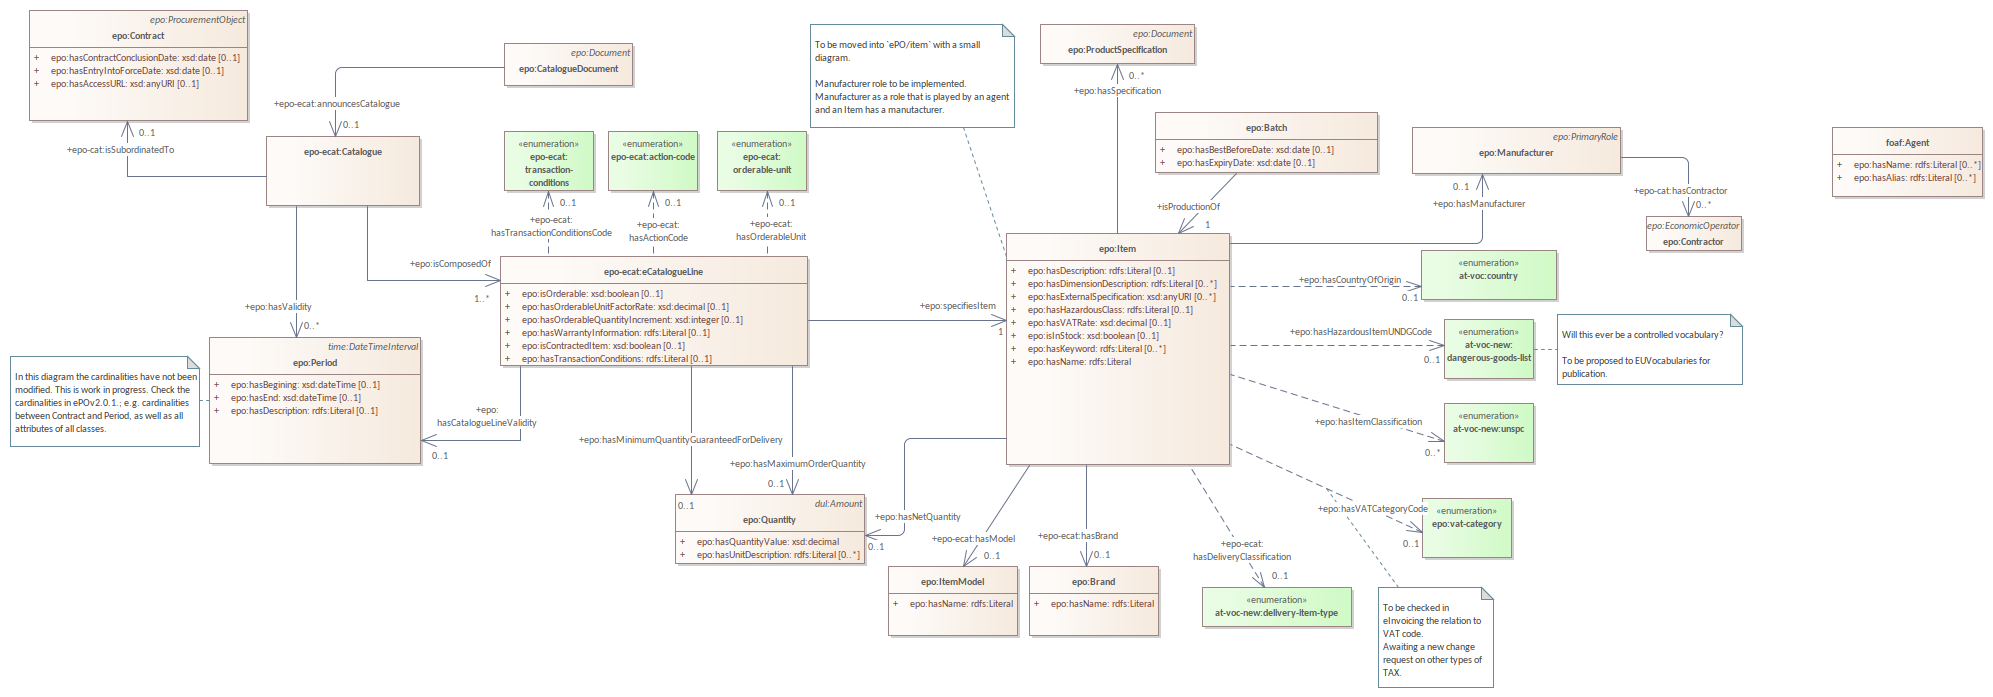 epo:ProcurementObject
epo:Contract
+ epo:hasContractConclusionDate: xsd:date [0..1]
+ epo:hasEntryIntoForceDate: xsd:date [0..1]
+ epo:hasAccessURL: xsd:anyURI [0..1]
epo:Document
epo:CatalogueDocument
+epo-ecat:announcesCatalogue
0..1
0..1
+epo-cat:isSubordinatedTo
epo-ecat:Catalogue
«enumeration»
epo-ecat:
transaction-
conditions
«enumeration»
epo-ecat:action-code
«enumeration»
epo-ecat:
orderable-unit
0..1
+epo-ecat:
hasTransactionConditionsCode
0..1
+epo-ecat:
hasActionCode
0..1
+epo-ecat:
hasOrderableUnit
+epo:isComposedOf
1..*
epo-ecat:eCatalogueLine
+ epo:isOrderable: xsd:boolean [0..1]
+ epo:hasOrderableUnitFactorRate: xsd:decimal [0..1]
+ epo:hasOrderableQuantityIncrement: xsd:integer [0..1]
+ epo:hasWarrantyInformation: rdfs:Literal [0..1]
+ epo:isContractedItem: xsd:boolean [0..1]
+ epo:hasTransactionConditions: rdfs:Literal [0..1]
+epo:hasValidity
0..*
time:DateTimeInterval
epo:Period
+ epo:hasBegining: xsd:dateTime [0..1]
+ epo:hasEnd: xsd:dateTime [0..1]
+ epo:hasDescription: rdfs:Literal [0..1]
In this diagram the cardinalities have not been
modified. This is work in progress. Check the
cardinalities in ePOv2.0.1.; e.g. cardinalities
between Contract and Period, as well as all
attributes of all classes.
+epo:
hasCatalogueLineValidity
0..1
+epo:hasMinimumQuantityGuaranteedForDelivery
0..1
+epo:hasMaximumOrderQuantity
0..1
dul:Amount
epo:Quantity
+ epo:hasQuantityValue: xsd:decimal
+ epo:hasUnitDescription: rdfs:Literal [0..*]
+epo:hasNetQuantity
0..1
To be moved into `ePO/item` with a small
diagram.
Manufacturer role to be implemented.
Manufacturer as a role that is played by an agent
and an Item has a manutacturer.
epo:Document
epo:ProductSpecification
0..*
+epo:hasSpecification
epo:Batch
+ epo:hasBestBeforeDate: xsd:date [0..1]
+ epo:hasExpiryDate: xsd:date [0..1]
+isProductionOf
1
+epo:specifiesItem
1
epo:Item
+ epo:hasDescription: rdfs:Literal [0..1]
+ epo:hasDimensionDescription: rdfs:Literal [0..*]
+ epo:hasExternalSpecification: xsd:anyURI [0..*]
+ epo:hasHazardousClass: rdfs:Literal [0..1]
+ epo:hasVATRate: xsd:decimal [0..1]
+ epo:isInStock: xsd:boolean [0..1]
+ epo:hasKeyword: rdfs:Literal [0..*]
+ epo:hasName: rdfs:Literal
epo:PrimaryRole
epo:Manufacturer
0..1
+epo:hasManufacturer
+epo-cat:hasContractor
0..*
epo:EconomicOperator
epo:Contractor
foaf:Agent
+ epo:hasName: rdfs:Literal [0..*]
+ epo:hasAlias: rdfs:Literal [0..*]
+epo:hasCountryOfOrigin
0..1
«enumeration»
at-voc:country
+epo:hasHazardousItemUNDGCode
0..1
«enumeration»
at-voc-new:
dangerous-goods-list
Will this ever be a controlled vocabulary?
To be proposed to EUVocabularies for
publication.
+epo:hasItemClassification
0..*
«enumeration»
at-voc-new:unspc
+epo:hasVATCategoryCode
0..1
«enumeration»
epo:vat-category
+epo-ecat:hasModel
0..1
epo:ItemModel
+ epo:hasName: rdfs:Literal
+epo-ecat:hasBrand
0..1
epo:Brand
+ epo:hasName: rdfs:Literal
+epo-ecat:
hasDeliveryClassification
0..1
«enumeration»
at-voc-new:delivery-item-type
To be checked in
eInvoicing the relation to
VAT code.
Awaiting a new change
request on other types of
TAX.